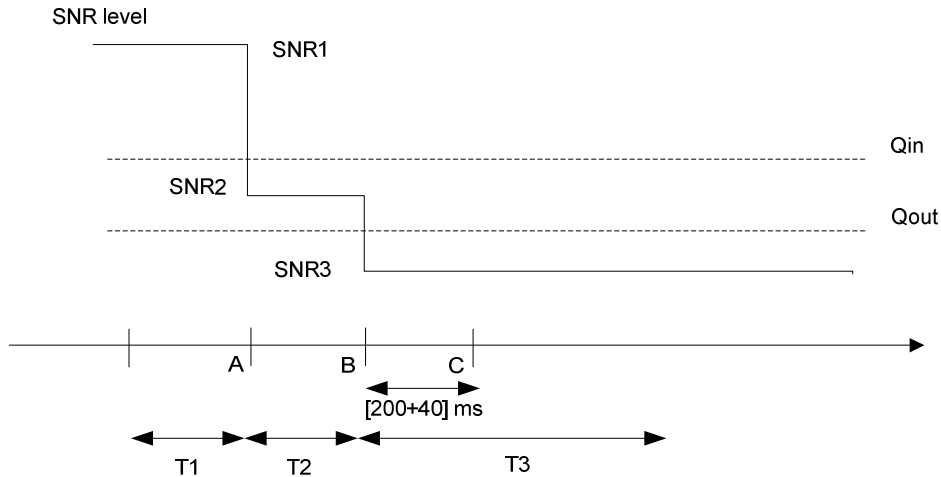 SNR level
SNR1
Qin
SNR2
Qout
SNR3
A
B
C
[200+40] ms
T1
T2
T3